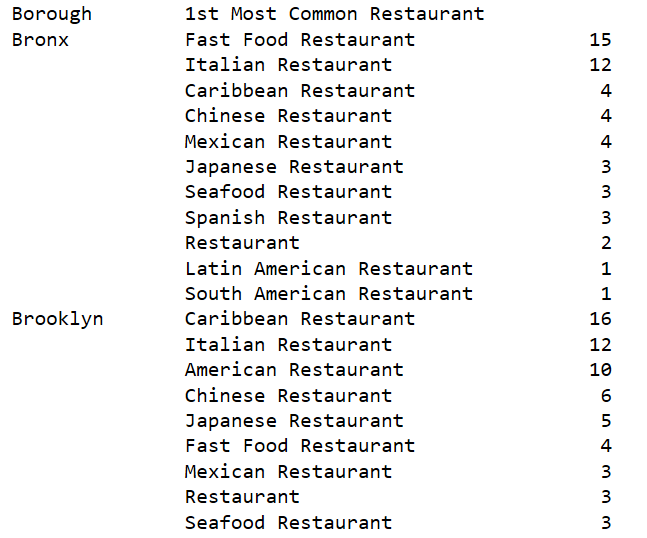 Borough 1st Most Common Restaurant
Bronx Fast Food Restaurant 15
Italian Restaurant 12
Caribbean Restaurant 4
Chinese Restaurant 4
Mexican Restaurant 4
Japanese Restaurant 3
Seafood Restaurant 3
Spanish Restaurant 3
Restaurant 2
Latin American Restaurant 1
South American Restaurant 1
Brooklyn Caribbean Restaurant 16
Italian Restaurant 12
American Restaurant 10
Chinese Restaurant 6
Japanese Restaurant 5
Fast Food Restaurant 4
Mexican Restaurant 3
Restaurant 3
Seafood Restaurant 3